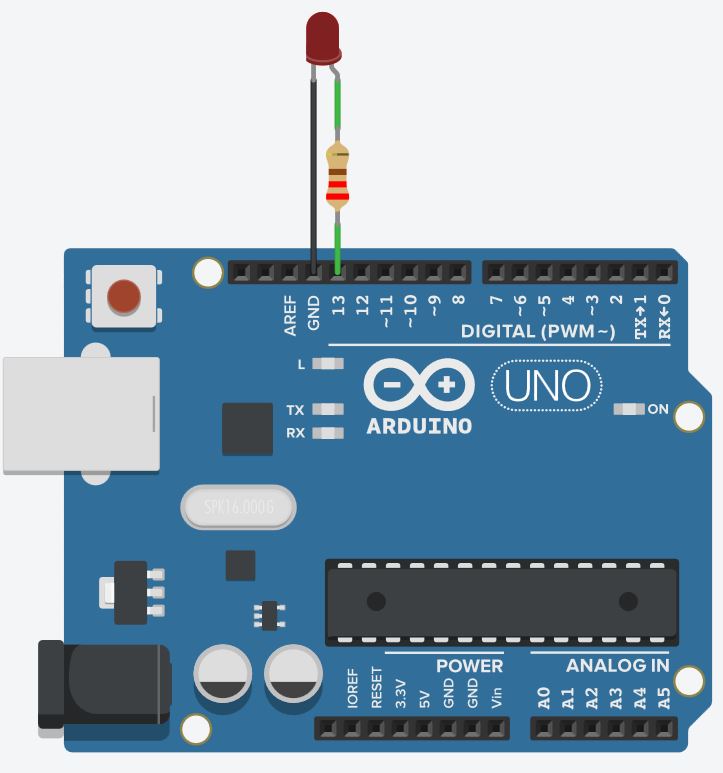 AREF
GND
13
12
~11
~10
~9
8
7
~6
~5
4
~3
2
TX→1
RX←0
DIGITAL (PWM~)
L
TX
RX
UNO
ARDUINO
ON
SPK16.000G
POWER
ANALOG IN
IOREF
RESET
3.3V
5V
GND
GND
Vin
A0
A1
A2
A3
A4
A5